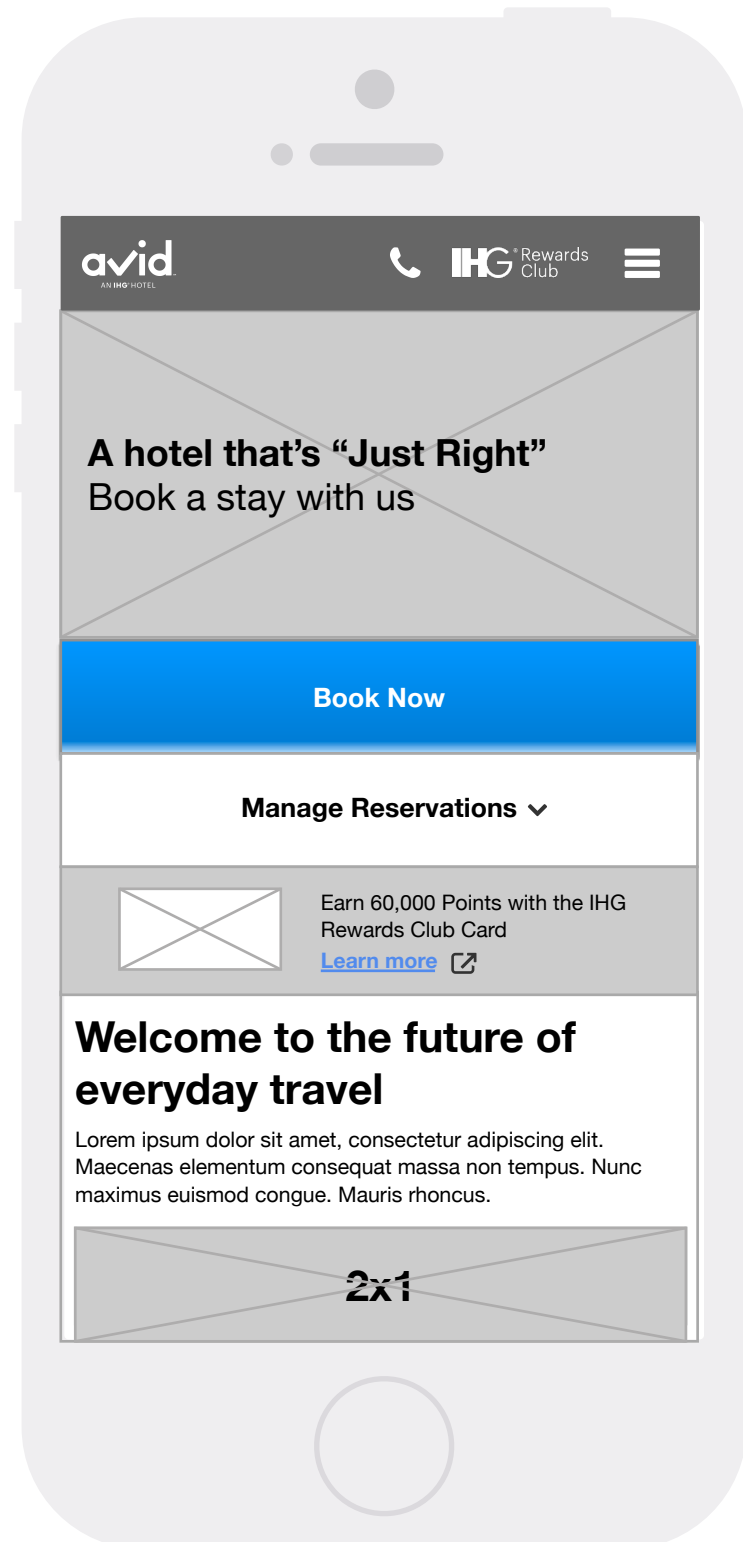 avid
AN IHG® HOTEL
IHG® Rewards
Club
A hotel that’s “Just Right”
Book a stay with us
Book Now
Manage Reservations
Earn 60,000 Points with the IHG
Rewards Club Card
Learn more
Welcome to the future of
everyday travel
Lorem ipsum dolor sit amet, consectetur adipiscing elit.
Maecenas elementum consequat massa non tempus. Nunc
maximus euismod congue. Mauris rhoncus.
2x1